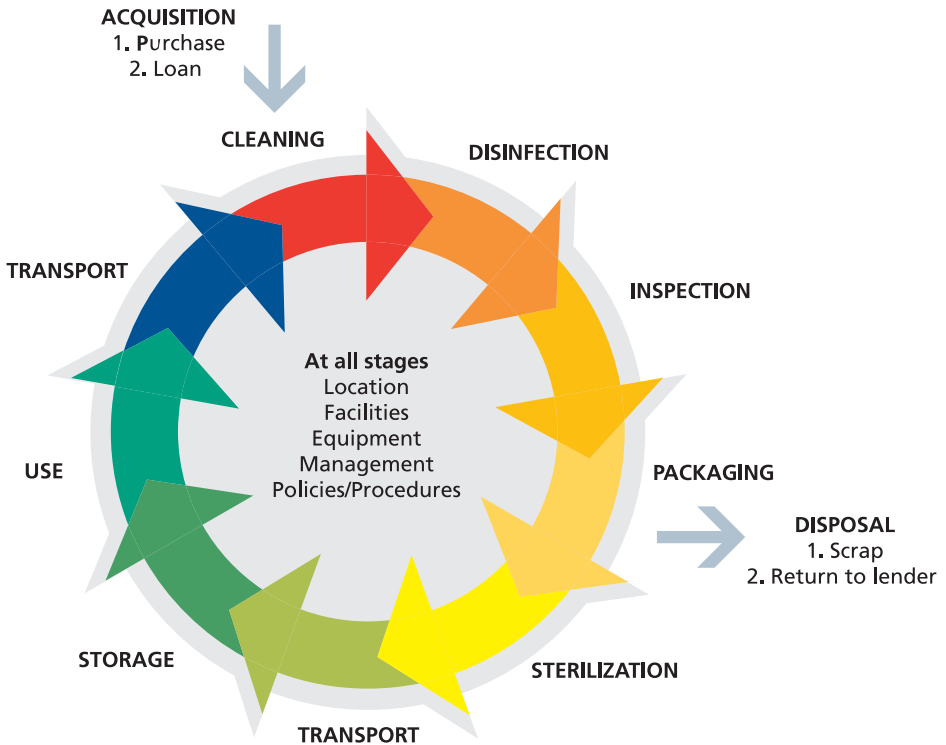 ACQUISITION
1. Purchase
2. Loan
CLEANING
DISINFECTION
INSPECTION
PACKAGING
DISPOSAL
1. Scrap
2. Return to lender
STERILIZATION
TRANSPORT
STORAGE
USE
TRANSPORT
At all stages
Location
Facilities
Equipment
Management
Policies/Procedures